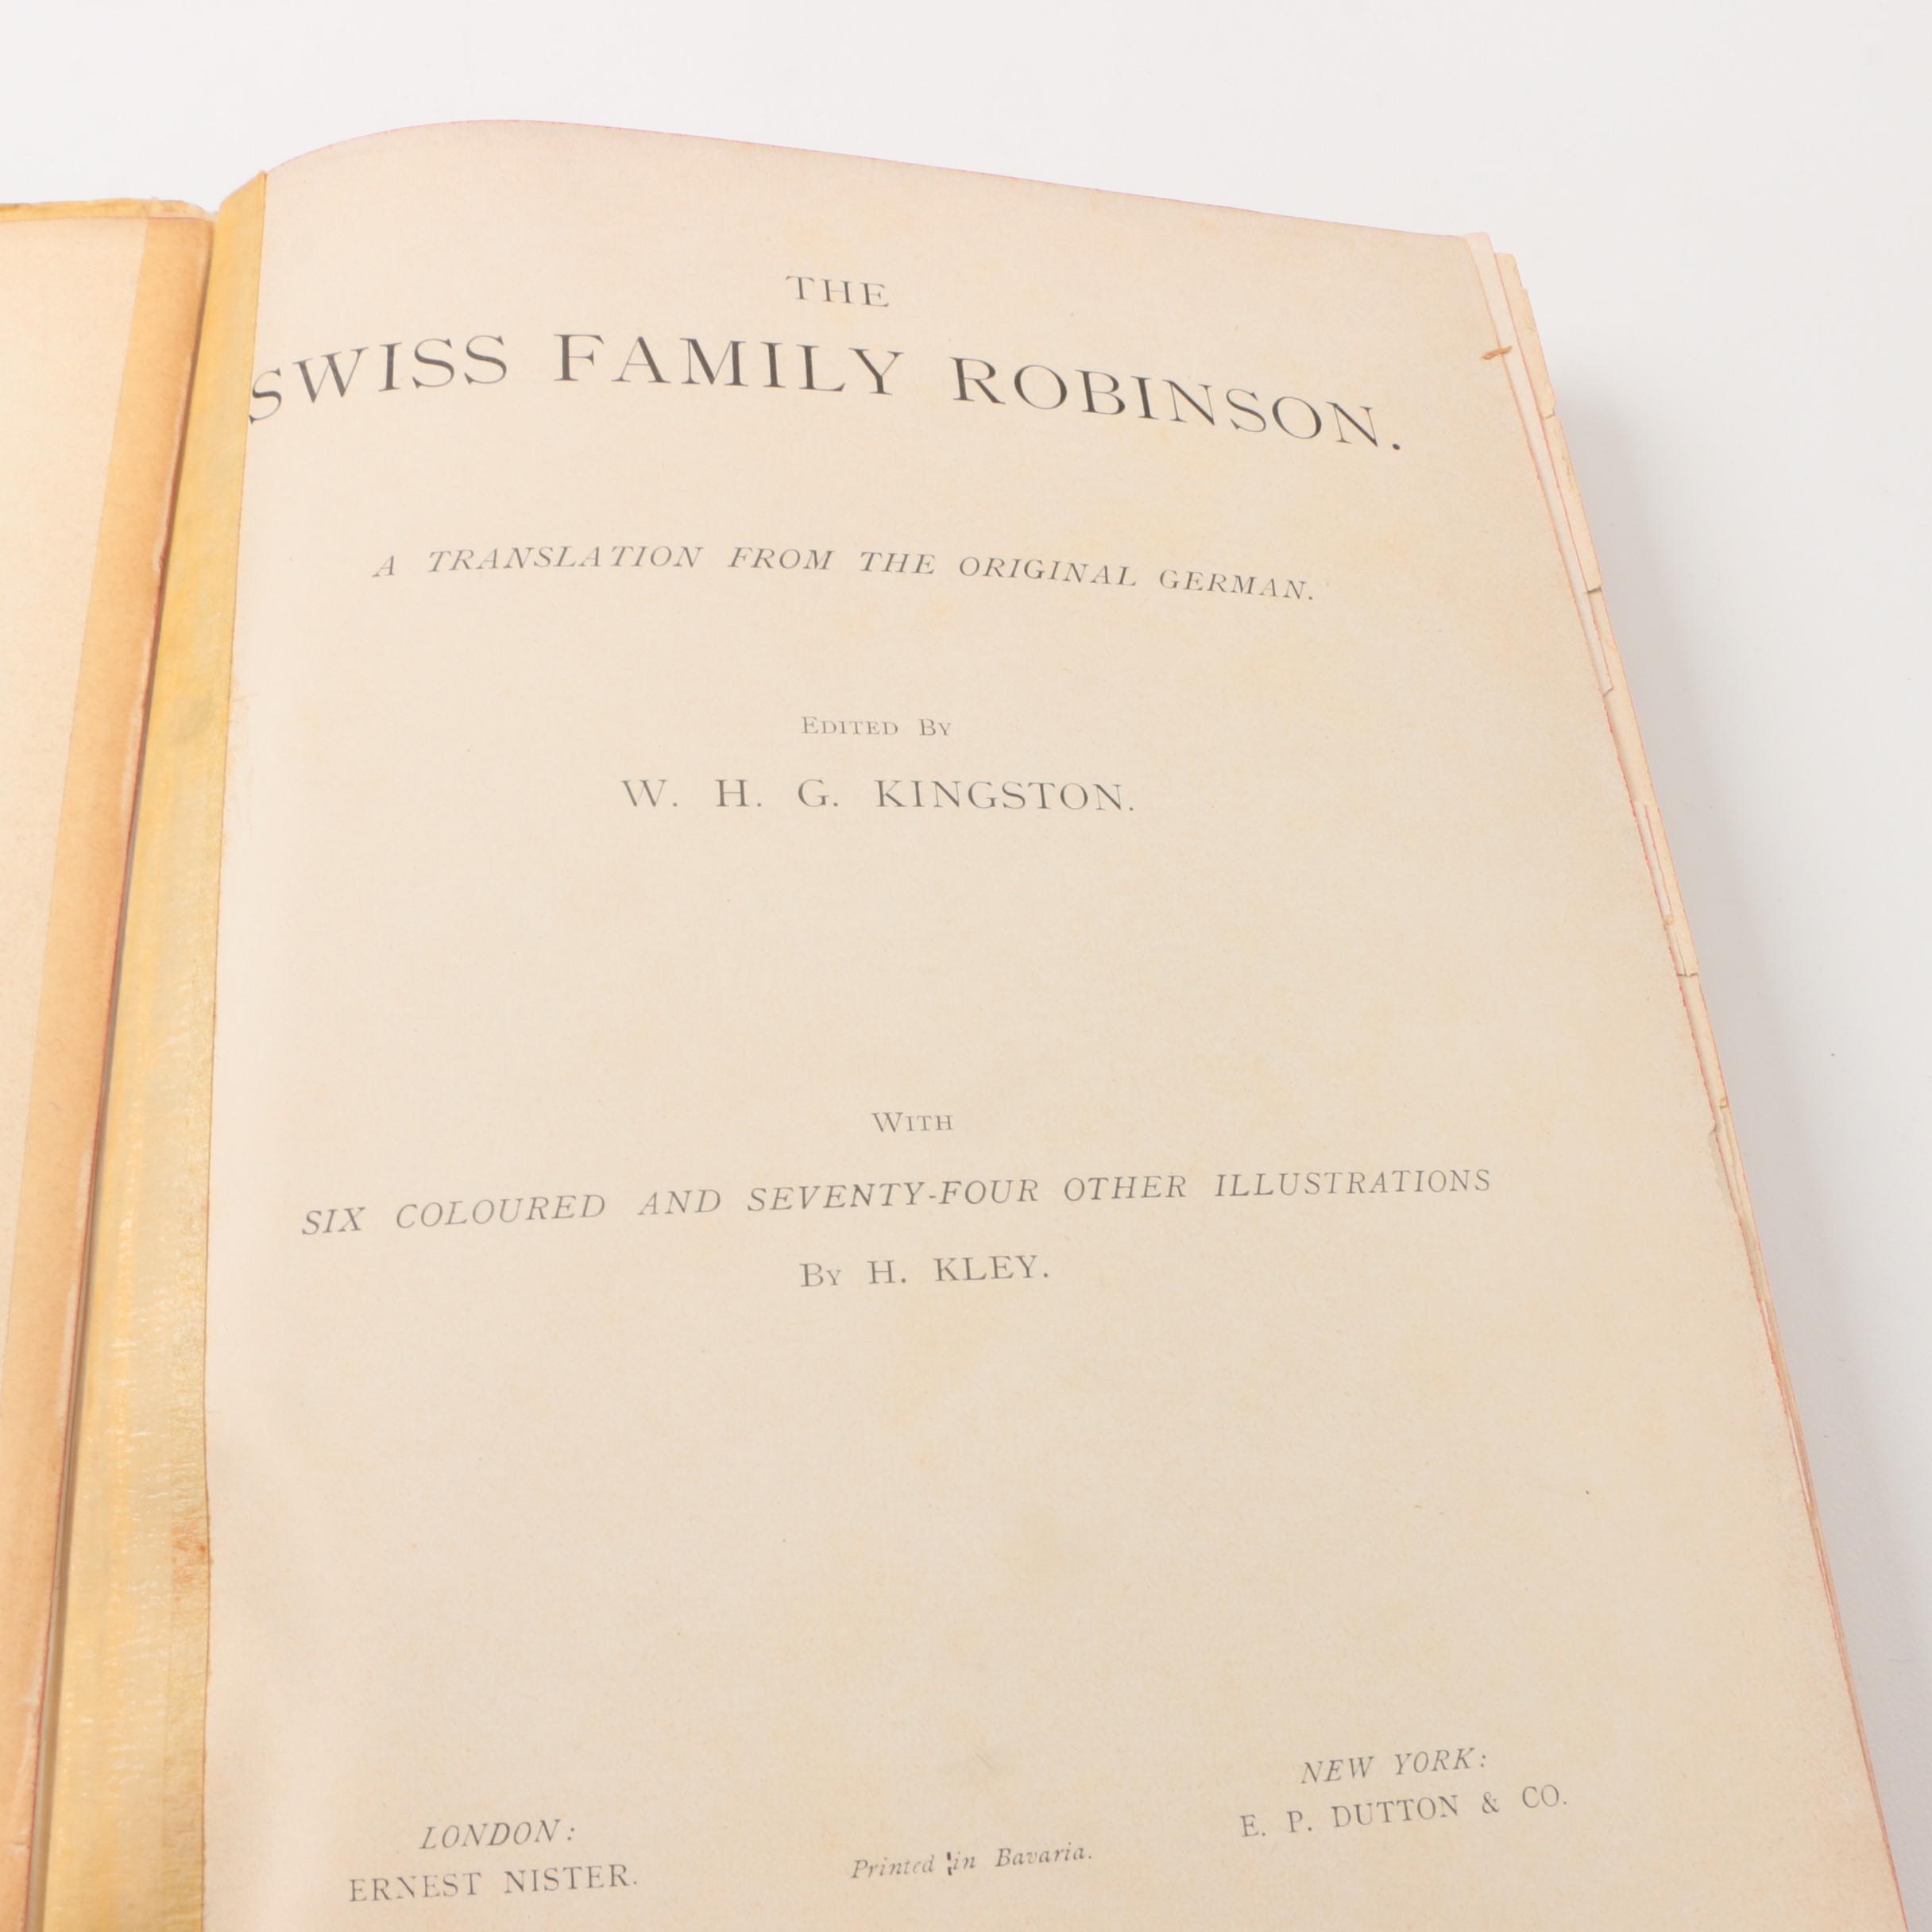 THE
SWISS FAMILY ROBINSON.
A TRANSLATION FROM THE ORIGINAL GERMAN.
EDITED BY
W. H. G. KINGSTON.
WITH
SIX COLOURED AND SEVENTY-FOUR OTHER ILLUSTRATIONS
BY H. KLEY.
LONDON:
ERNEST NISTER.
Printed in Bavaria.
NEW YORK:
E. P. DUTTON & CO.